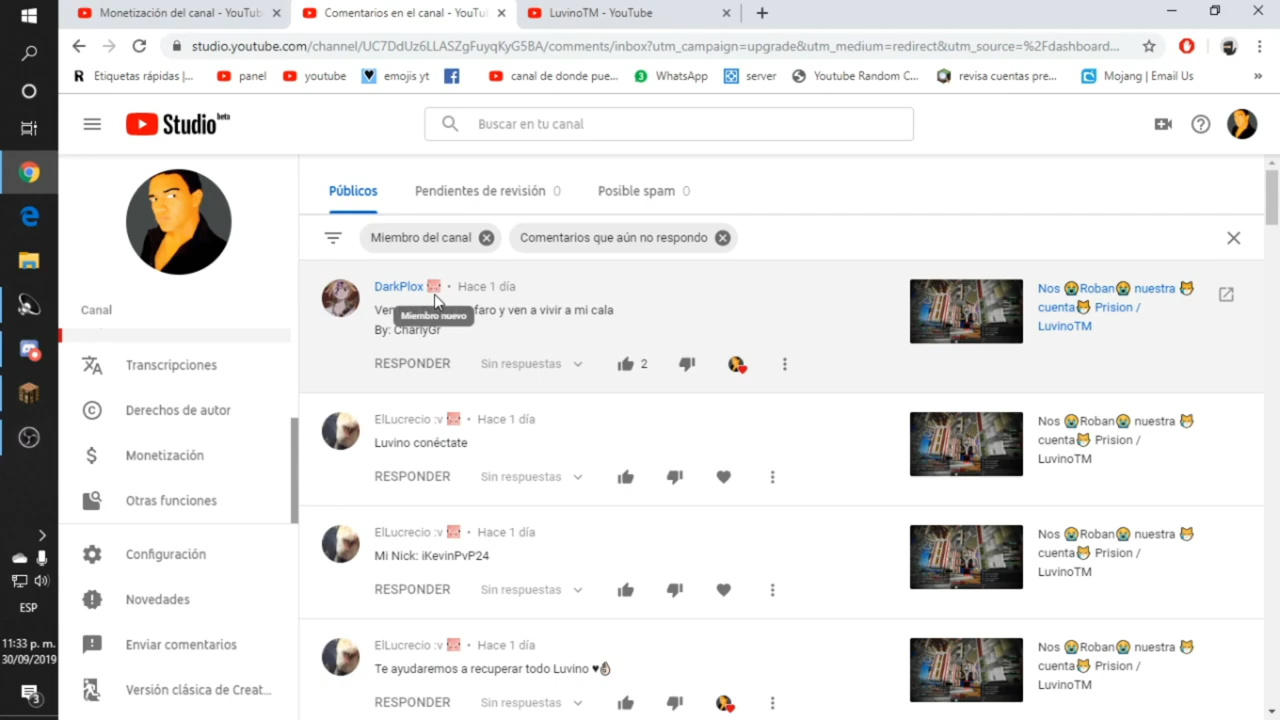 Monetización del canal - YouTub
Comentarios en el canal - YouTu
LuvinoTM - YouTube
studio.youtube.com/channel/UC7DdUz6LLASZgFuyqKyG5BA/comments/inbox?utm_campaign=upgrade&utm_medium=redirect&utm_source=%2Fdashboard...
R Etiquetas rápidas |...
panel
youtube
emojis yt
canal de donde pue...
WhatsApp
server
Youtube Random C...
revisa cuentas pre...
Mojang | Email Us
»
Studio beta
Buscar en tu canal
Canal
Transcripciones
Derechos de autor
Monetización
Otras funciones
Configuración
Novedades
Enviar comentarios
Versión clásica de Creat...
Públicos
Pendientes de revisión 0
Posible spam 0
Miembro del canal
Comentarios que aún no respondo
DarkPlox • Hace 1 día
Ven faro y ven a vivir a mi cala
Miembro nuevo
By: CharlyGr
RESPONDER Sin respuestas 2
Nos 😭Roban😭 nuestra 😸
cuenta😸 Prision /
LuvinoTM
ElLucrecio :v • Hace 1 día
Luvino conéctate
RESPONDER Sin respuestas
Nos 😭Roban😭 nuestra 😸
cuenta😸 Prision /
LuvinoTM
ElLucrecio :v • Hace 1 día
Mi Nick: iKevinPvP24
RESPONDER Sin respuestas
Nos 😭Roban😭 nuestra 😸
cuenta😸 Prision /
LuvinoTM
ElLucrecio :v • Hace 1 día
Te ayudaremos a recuperar todo Luvino ♥👌
RESPONDER Sin respuestas
Nos 😭Roban😭 nuestra 😸
cuenta😸 Prision /
LuvinoTM
ESP
11:33 p. m.
30/09/2019
3